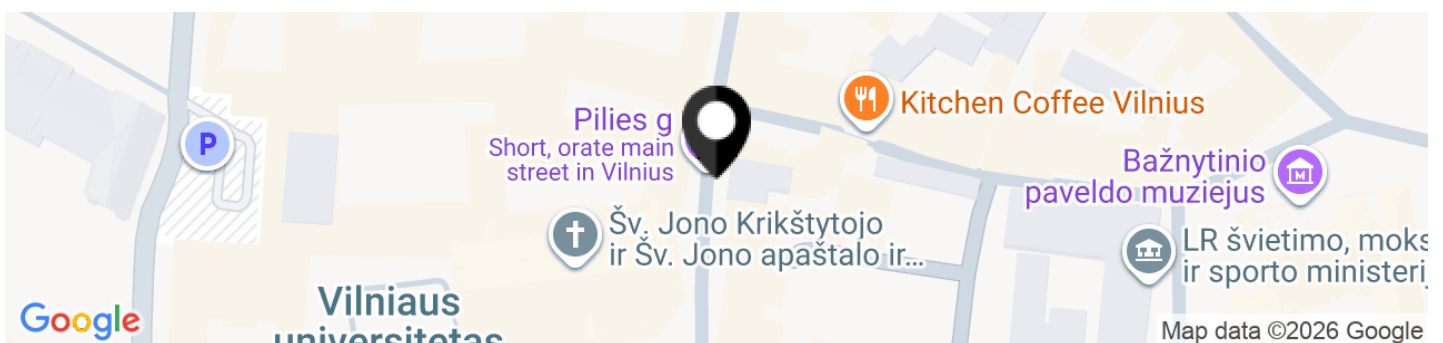 Kitchen Coffee Vilnius
Pilies g
Short, orate main
street in Vilnius
P
Bažnytinio
paveldo muziejus
M
Šv. Jono Krikštytojo
ir Šv. Jono apaštalo ir...
LR švietimo, moks
ir sporto ministerij
Vilniaus
universitetas
Google
Map data ©2026 Google